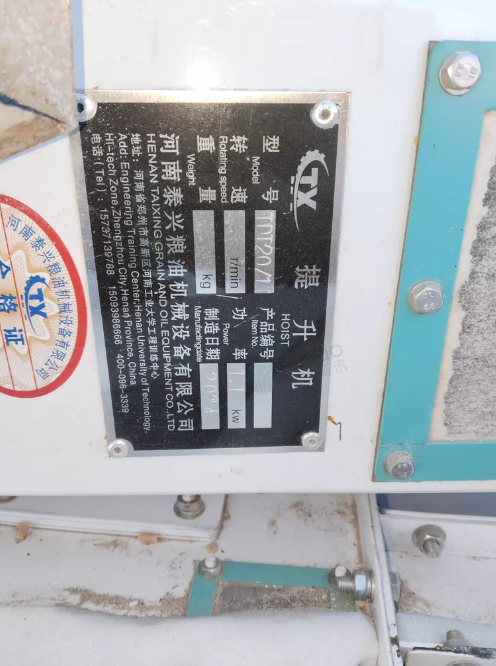 TX 提升机
HOIST
型号 Model TDTG20/11 产品编号 Item No.
转速 Rotating speed r/min 功率 Power kw
重量 Weight kg 制造日期 Manufacting date
河南泰兴粮油机械设备有限公司
HENAN TAIXING GRAIN AND OIL EQUIPMENT CO.,LTD
地址:河南省郑州市高新区河南工业大学工程训练中心
Add: Engineering Training Center, Henan University of Technology,
Hi-tech Zone, Zhengzhou City, Henan Province, China
电话(Tel): 15737139788 15093986666 400-096-3339
河南泰兴粮油机械设备有限公司
TX
合格证